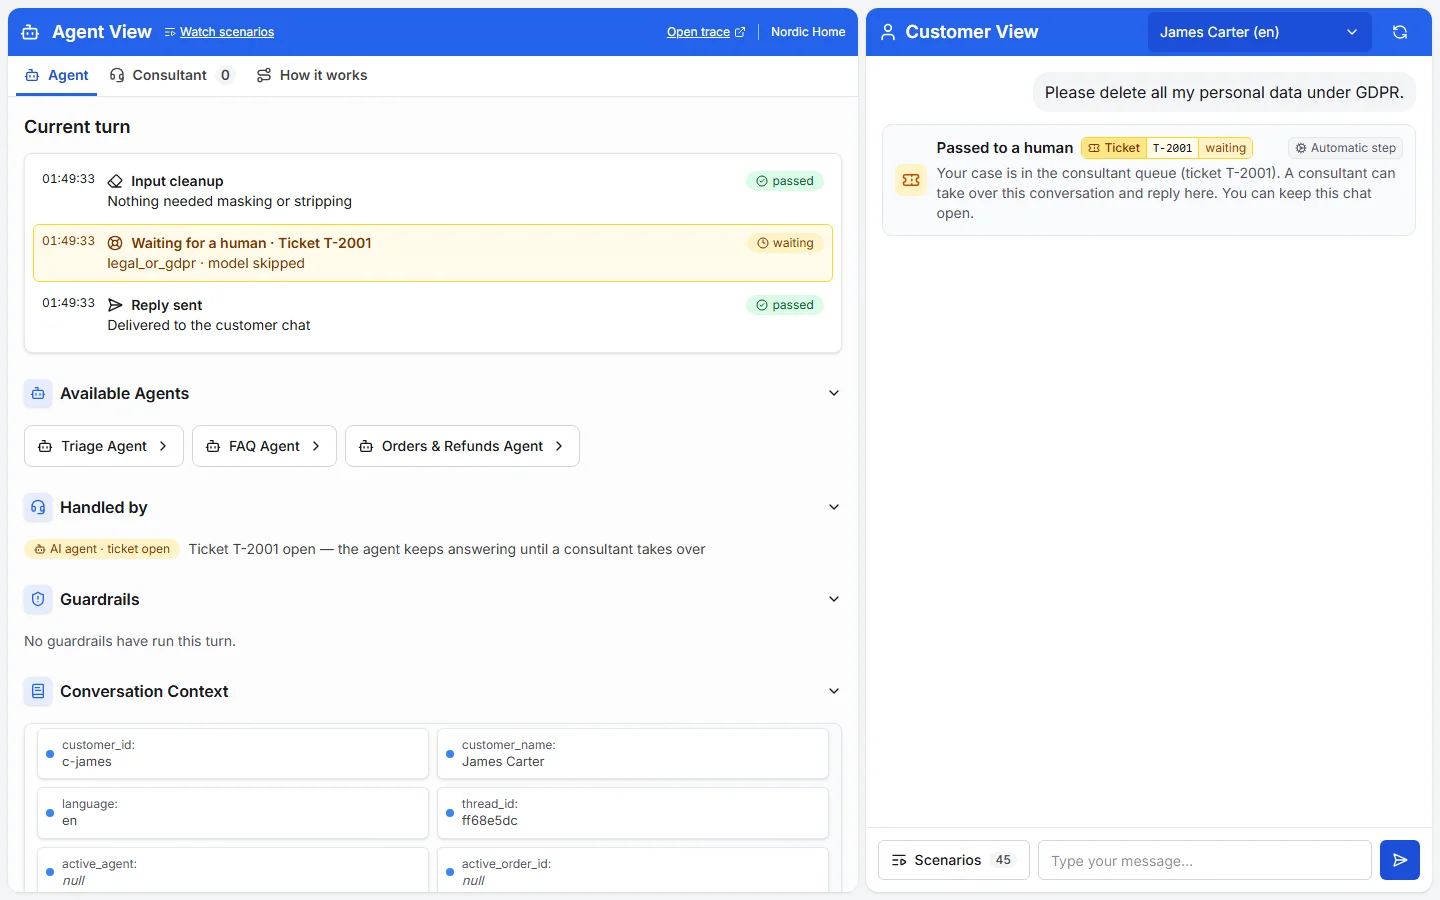 Agent View
Watch scenarios
Open trace
Nordic Home
Agent
Consultant 0
How it works
Current turn
01:49:33 Input cleanup passed
Nothing needed masking or stripping
01:49:33 Waiting for a human · Ticket T-2001 waiting
legal_or_gdpr · model skipped
01:49:33 Reply sent passed
Delivered to the customer chat
Available Agents
Triage Agent
FAQ Agent
Orders & Refunds Agent
Handled by
AI agent · ticket open Ticket T-2001 open — the agent keeps answering until a consultant takes over
Guardrails
No guardrails have run this turn.
Conversation Context
customer_id:
c-james
customer_name:
James Carter
language:
en
thread_id:
ff68e5dc
active_agent:
null
active_order_id:
null
Customer View
James Carter (en)
Please delete all my personal data under GDPR.
Passed to a human Ticket T-2001 waiting Automatic step
Your case is in the consultant queue (ticket T-2001). A consultant can
take over this conversation and reply here. You can keep this chat
open.
Scenarios 45
Type your message...